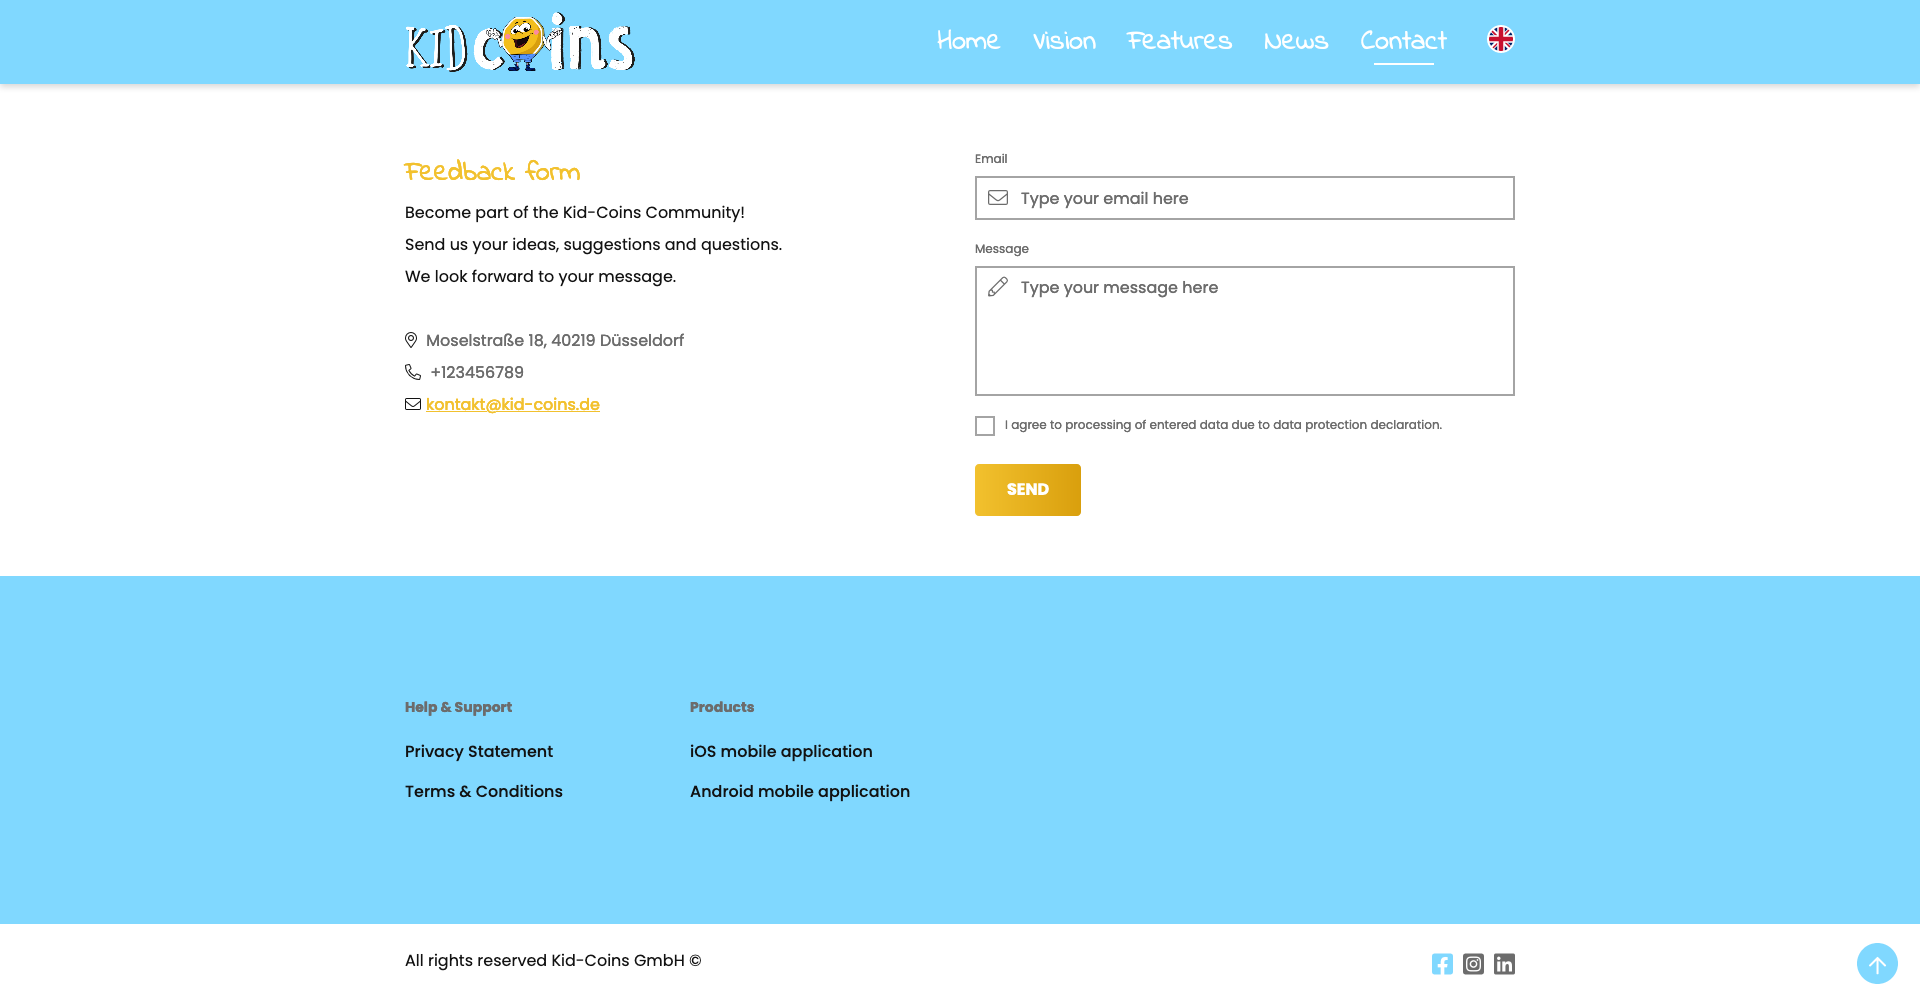 KID coins
Home Vision Features News Contact
Feedback form
Become part of the Kid-Coins Community!
Send us your ideas, suggestions and questions.
We look forward to your message.
Moselstraße 18, 40219 Düsseldorf
+123456789
kontakt@kid-coins.de
Email
Type your email here
Message
Type your message here
I agree to processing of entered data due to data protection declaration.
SEND
Help & Support
Privacy Statement
Terms & Conditions
Products
iOS mobile application
Android mobile application
All rights reserved Kid-Coins GmbH ©